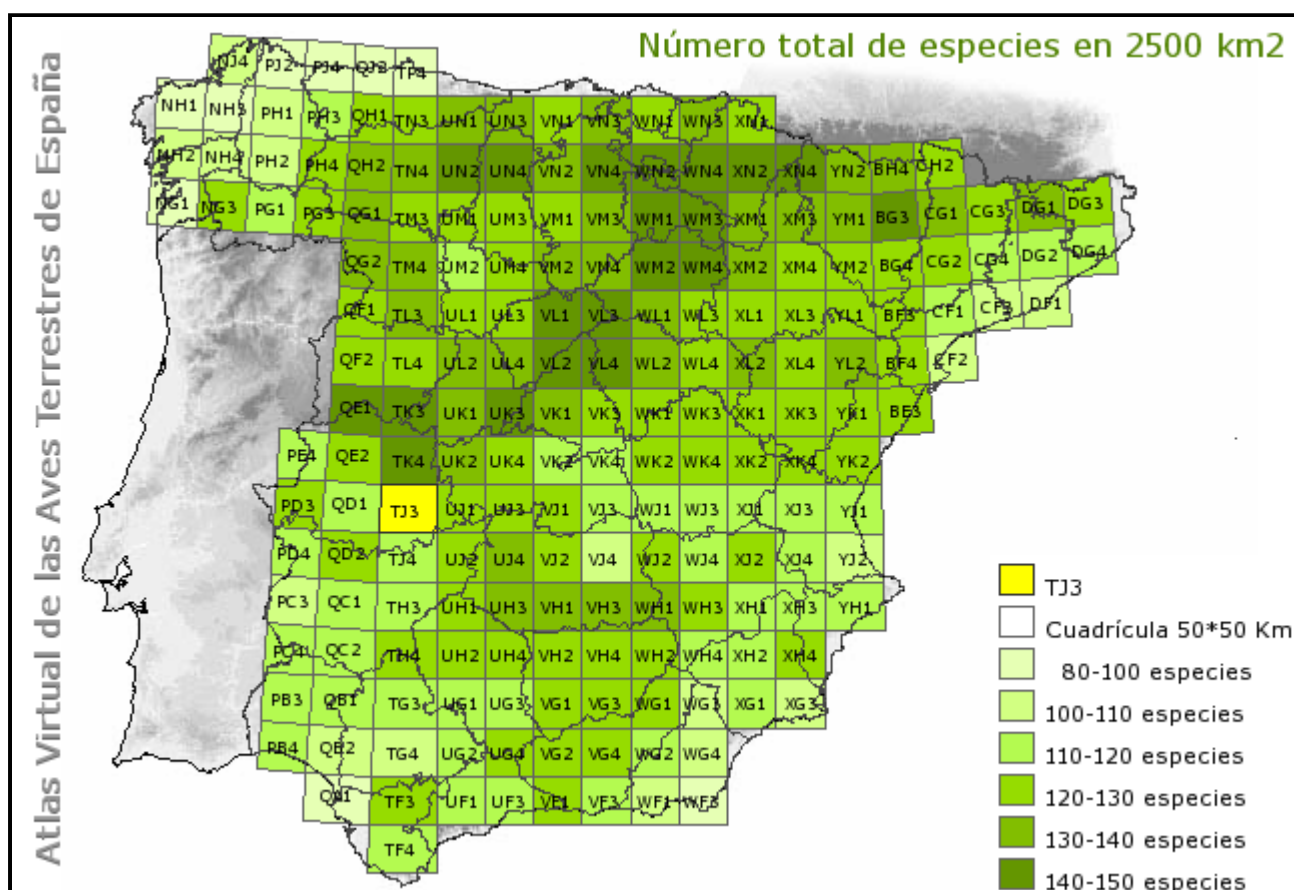 Número total de especies en 2500 km2
Atlas Virtual de las Aves Terrestres de España
NJ4 PJ2 PJ4 QJ2 TP4
NH1 NH3 PH1 PH3 QH1 TN3 UN1 UN3 VN1 VN3 WN1 WN3 XN1
NH2 NH4 PH2 PH4 QH2 TN4 UN2 UN4 VN2 VN4 WN2 WN4 XN2 XN4 YN2 BH4 CH2
NG1 NG3 PG1 PG3 QG1 TM3 UM1 UM3 VM1 VM3 WM1 WM3 XM1 XM3 YM1 BG3 CG1 CG3 DG1 DG3
QG2 TM4 UM2 UM4 VM2 VN4 WM2 WM4 XM2 XM4 YM2 BG4 CG2 CG4 DG2 DG4
QF1 TL3 UL1 UL3 VL1 VL3 WL1 WL3 XL1 XL3 YL1 BF3 CF1 CF3 DF1
QF2 TL4 UL2 UL4 VL2 VL4 WL2 WL4 XL2 XL4 YL2 BF4 CF2
QE1 TK3 UK1 UK3 VK1 VK3 WK1 WK3 XK1 XK3 YK1 BE3
PE4 QE2 TK4 UK2 UK4 VK2 VK4 WK2 WK4 XK2 XK4 YK2
PD3 QD1 TJ3 UJ1 UJ3 VJ1 VJ3 WJ1 WJ3 XJ1 XJ3 YJ1
PD4 QD2 TJ4 UJ2 UJ4 VJ2 VJ4 WJ2 WJ4 XJ2 XJ4 YJ2
PC3 QC1 TH3 UH1 UH3 VH1 VH3 WH1 WH3 XH1 XH3 YH1
PC4 QC2 TH4 UH2 UH4 VH2 VH4 WH2 WH4 XH2 XH4
PB3 QB1 TG3 UG1 UG3 VG1 VG3 WG1 WG3 XG1 XG3
PB4 QB2 TG4 UG2 UG4 VG2 VG4 WG2 WG4
TF3 UF1 UF3 VF1 VF3 WF1 WF3
TF4
TJ3
Cuadrícula 50*50 Km
80-100 especies
100-110 especies
110-120 especies
120-130 especies
130-140 especies
140-150 especies